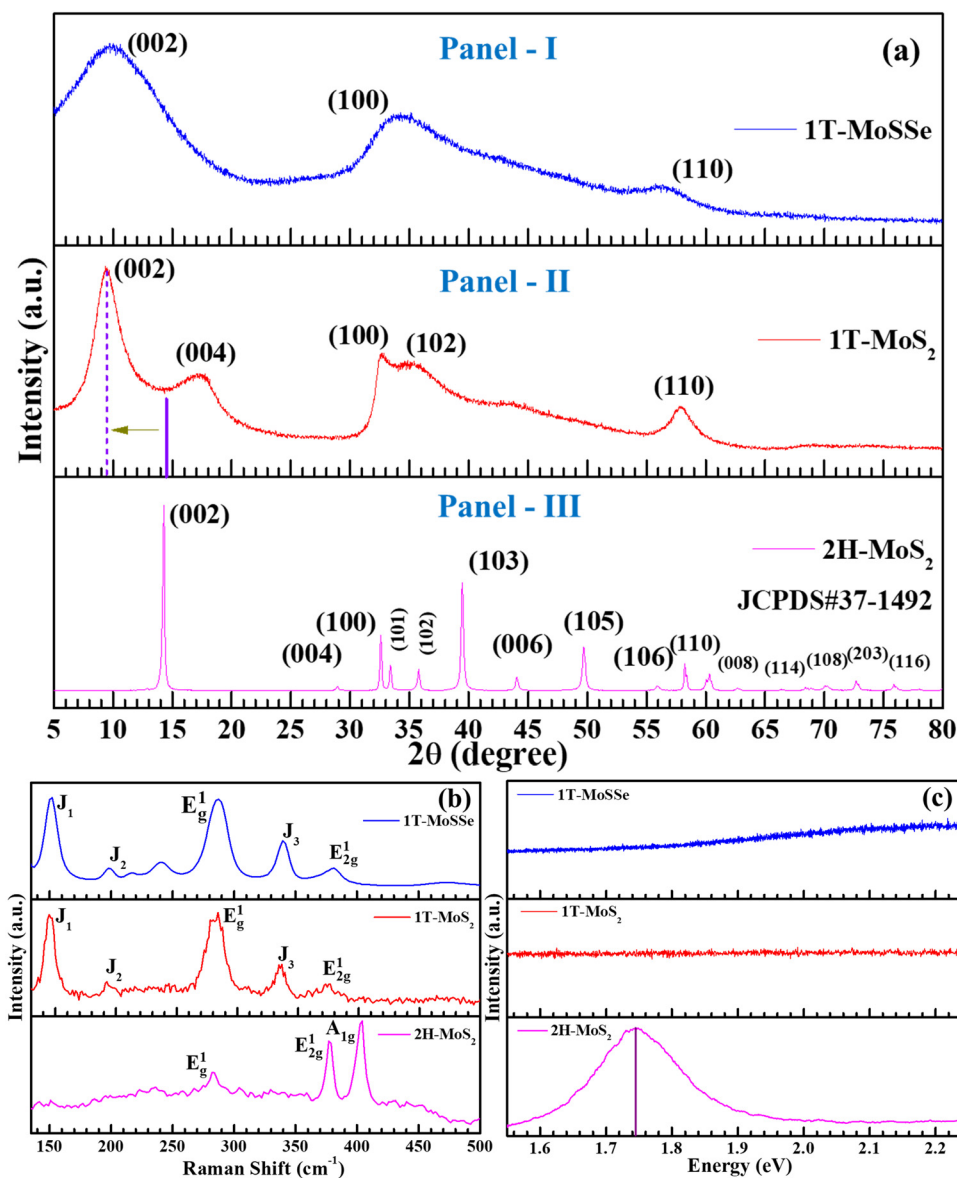 Panel - I
(a)
(002)
(100)
1T-MoSSe
(110)
Intensity (a.u.)
Panel - II
(002)
(004)
(100)
(102)
1T-MoS2
(110)
Panel - III
(002)
2H-MoS2
JCPDS#37-1492
(004)
(100)
(101)
(102)
(103)
(006)
(105)
(106)
(110)
(008)
(114)
(108)
(203)
(116)
5 10 15 20 25 30 35 40 45 50 55 60 65 70 75 80
2θ (degree)
(b)
1T-MoSSe
J1
J2
E1g
J3
E12g
Intensity (a.u.)
1T-MoS2
J1
J2
E1g
J3
E12g
2H-MoS2
E1g
E12g
A1g
150 200 250 300 350 400 450 500
Raman Shift (cm-1)
(c)
1T-MoSSe
Intensity (a.u.)
1T-MoS2
2H-MoS2
1.6 1.7 1.8 1.9 2.0 2.1 2.2
Energy (eV)